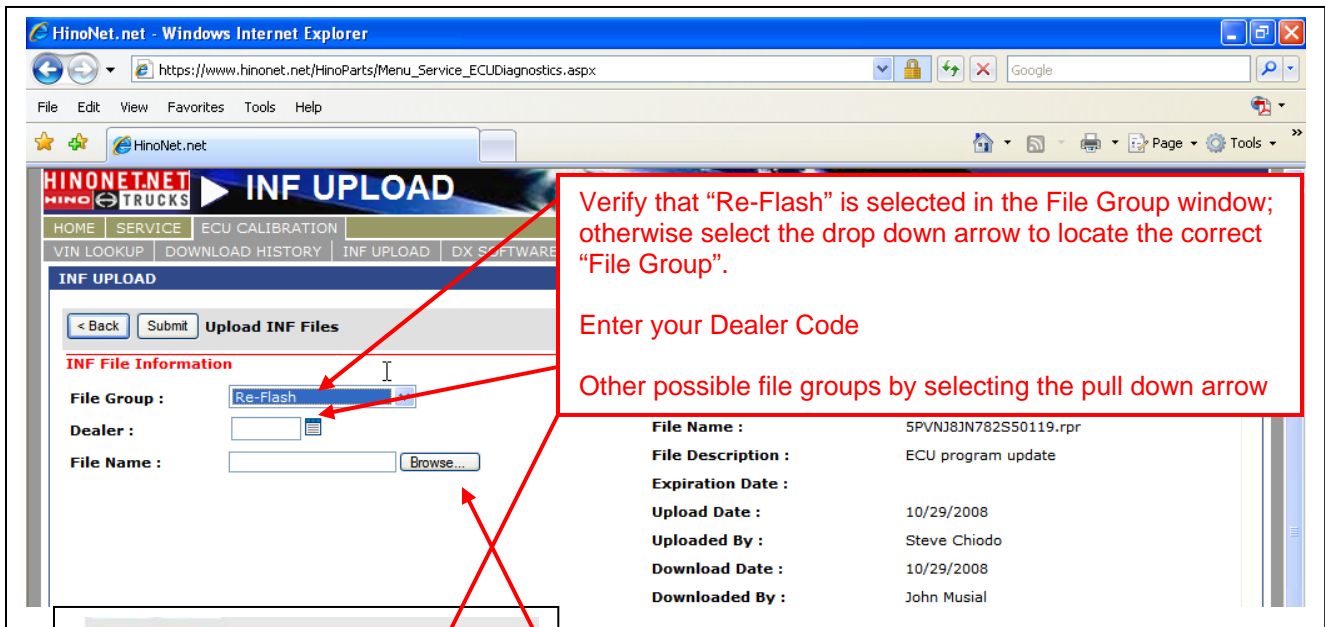 HinoNet.net - Windows Internet Explorer
https://www.hinonet.net/HinoParts/Menu_Service_ECUDiagnostics.aspx
Google
File Edit View Favorites Tools Help
HinoNet.net
Page Tools
HINONET.NET
HINO TRUCKS
INF UPLOAD
HOME SERVICE ECU CALIBRATION
VIN LOOKUP DOWNLOAD HISTORY INF UPLOAD DX SOFTWARE
INF UPLOAD
< Back Submit Upload INF Files
INF File Information
File Group : Re-Flash
Dealer :
File Name : Browse...
Verify that “Re-Flash” is selected in the File Group window;
otherwise select the drop down arrow to locate the correct
“File Group”.
Enter your Dealer Code
Other possible file groups by selecting the pull down arrow
File Name : 5PVNJ8JN782S50119.rpr
File Description : ECU program update
Expiration Date :
Upload Date : 10/29/2008
Uploaded By : Steve Chiodo
Download Date : 10/29/2008
Downloaded By : John Musial